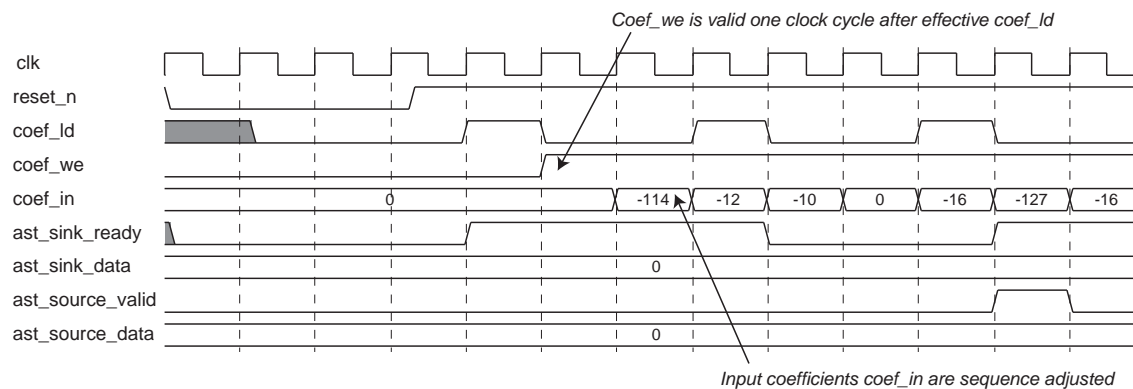 Coef_we is valid one clock cycle after effective coef_ld
clk
reset_n
coef_ld
coef_we
coef_in 0 -114 -12 -10 0 -16 -127 -16
ast_sink_ready
ast_sink_data 0
ast_source_valid
ast_source_data 0
Input coefficients coef_in are sequence adjusted